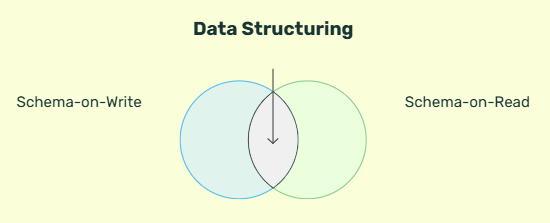 Data Structuring
Schema-on-Write
Schema-on-Read